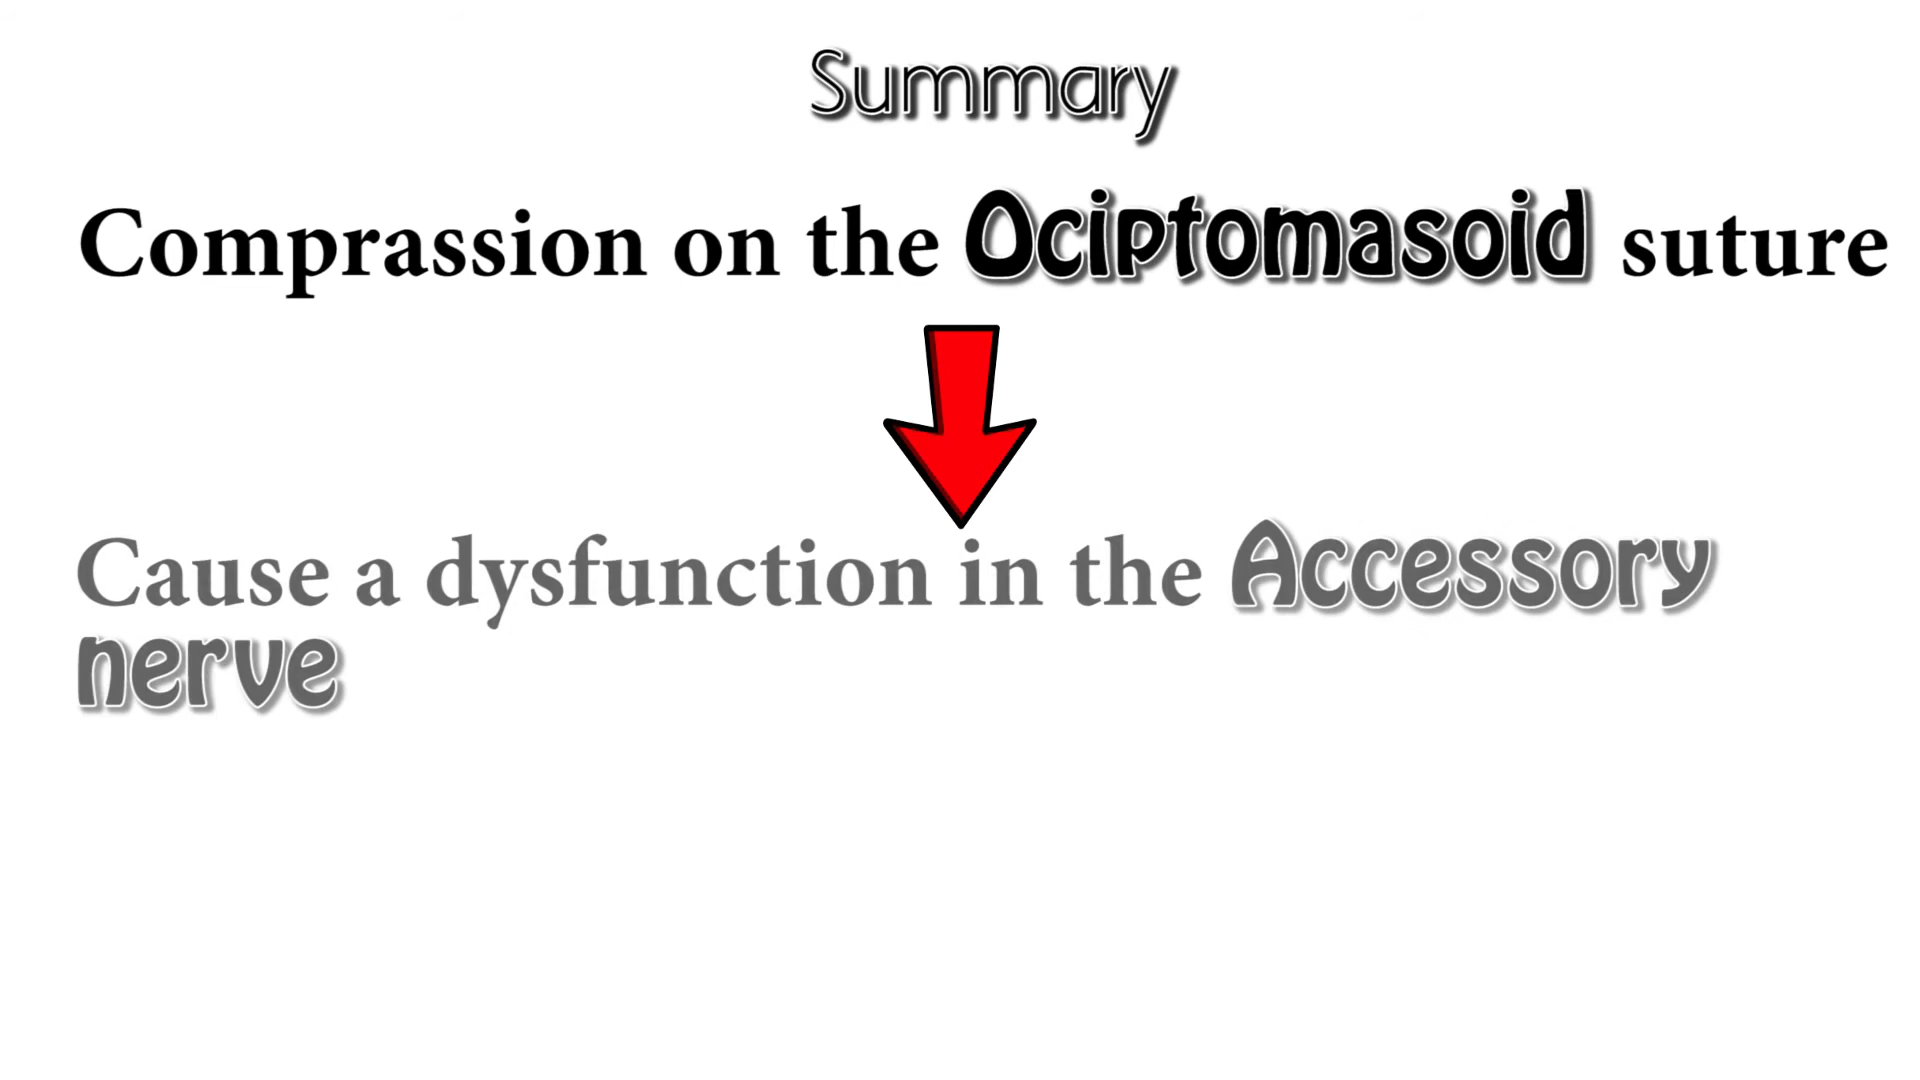 Summary
Comprassion on the Ociptomasoid suture
Cause a dysfunction in the Accessory
nerve